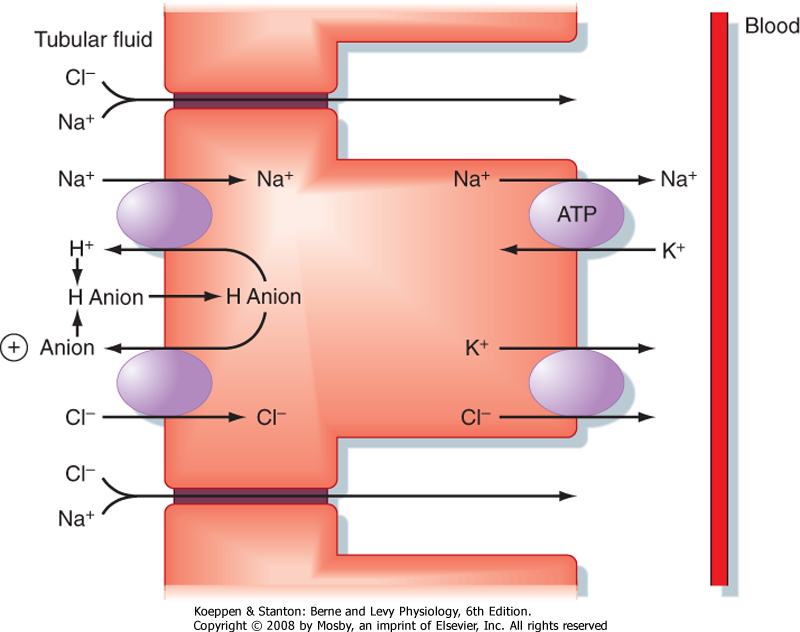 Tubular fluid
Blood
Cl⁻
Na⁺
Na⁺ Na⁺ Na⁺ Na⁺
ATP
H⁺ K⁺
H Anion H Anion
+ Anion K⁺
Cl⁻ Cl⁻ Cl⁻
Cl⁻
Na⁺
Koeppen & Stanton: Berne and Levy Physiology, 6th Edition.
Copyright © 2008 by Mosby, an imprint of Elsevier, Inc. All rights reserved